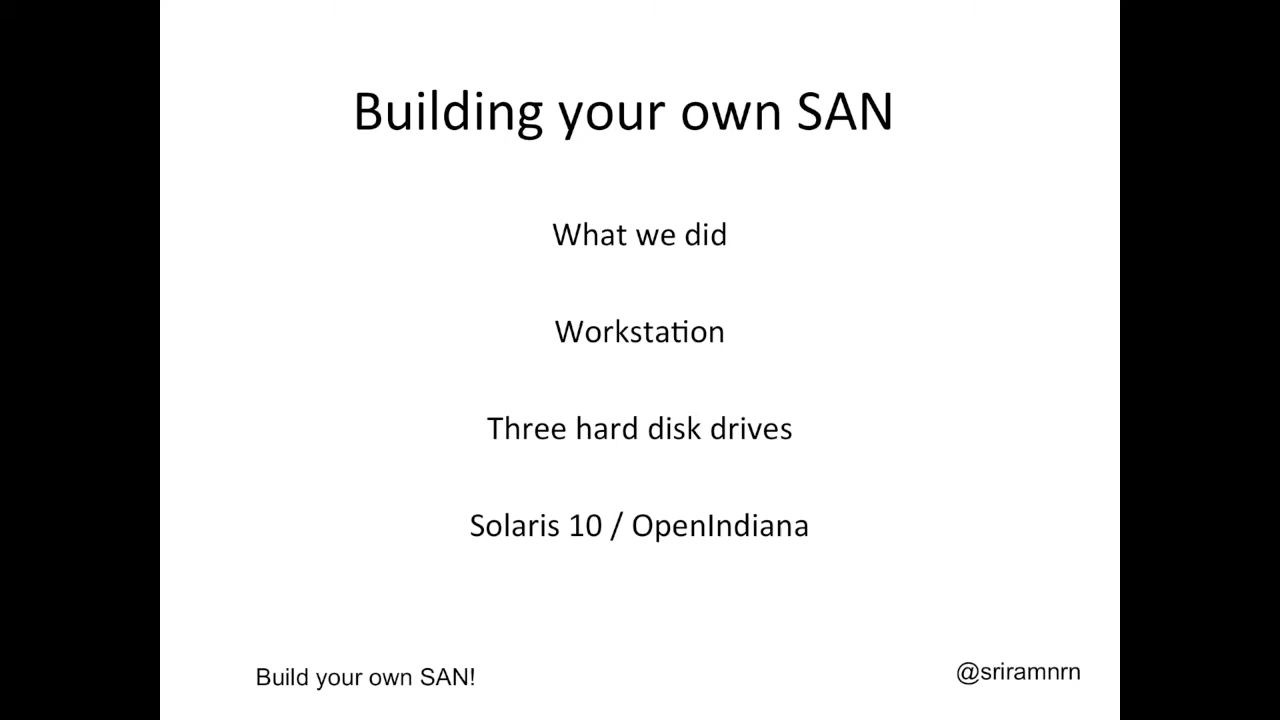 Building your own SAN
What we did
Workstation
Three hard disk drives
Solaris 10 / OpenIndiana
Build your own SAN!
@sriramnrn